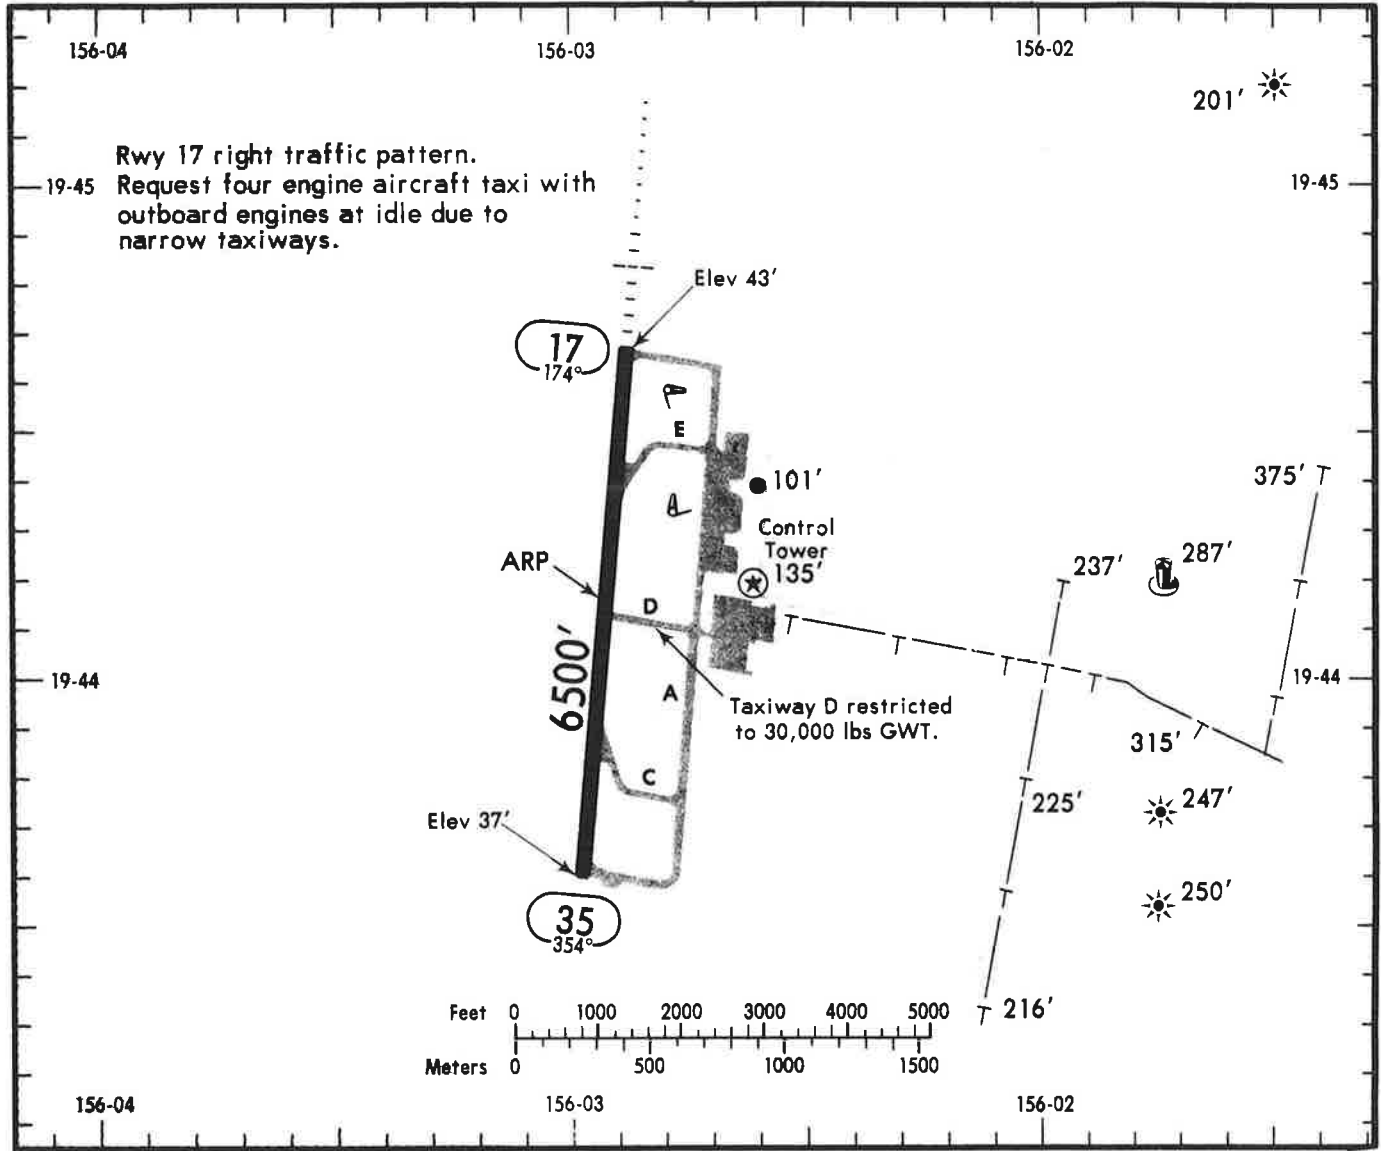 156-04
156-03
156-02
201′
Rwy 17 right traffic pattern.
19-45
Request four engine aircraft taxi with
19-45
outboard engines at idle due to
narrow taxiways.
Elev 43′
17
174°
E
375′
101′
Control
Tower
135′
287′
237′
ARP
D
6500′
19-44
19-44
A
Taxiway D restricted
to 30,000 lbs GWT.
315′
C
225′
247′
Elev 37′
250′
35
354°
216′
Feet 0 1000 2000 3000 4000 5000
Meters 0 500 1000 1500
156-04
156-03
156-02